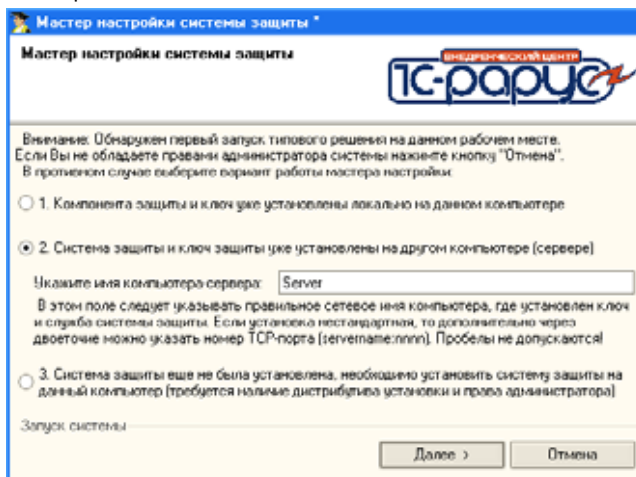 Мастер настройки системы защиты *
Мастер настройки системы защиты
ВНЕДРЕНЧЕСКИЙ ЦЕНТР
1С-рарус
Внимание: Обнаружен первый запуск типового решения на данном рабочем месте.
Если Вы не обладаете правами администратора системы нажмите кнопку "Отмена".
В противном случае выберите вариант работы мастера настройки:
1. Компонента защиты и ключ уже установлены локально на данном компьютере
2. Система защиты и ключ защиты уже установлены на другом компьютере (сервере)
Укажите имя компьютера-сервера: Server
В этом поле следует указывать правильное сетевое имя компьютера, где установлен ключ
и служба системы защиты. Если установка нестандартная, то дополнительно через
двоеточие можно указать номер TCP-порта (servername:nnnn). Пробелы не допускаются!
3. Система защиты еше не была установлена, необходимо установить систему защиты на
данный компьютер (требуется наличие дистрибутива установки и права администратора)
Запуск системы
Далее > Отмена